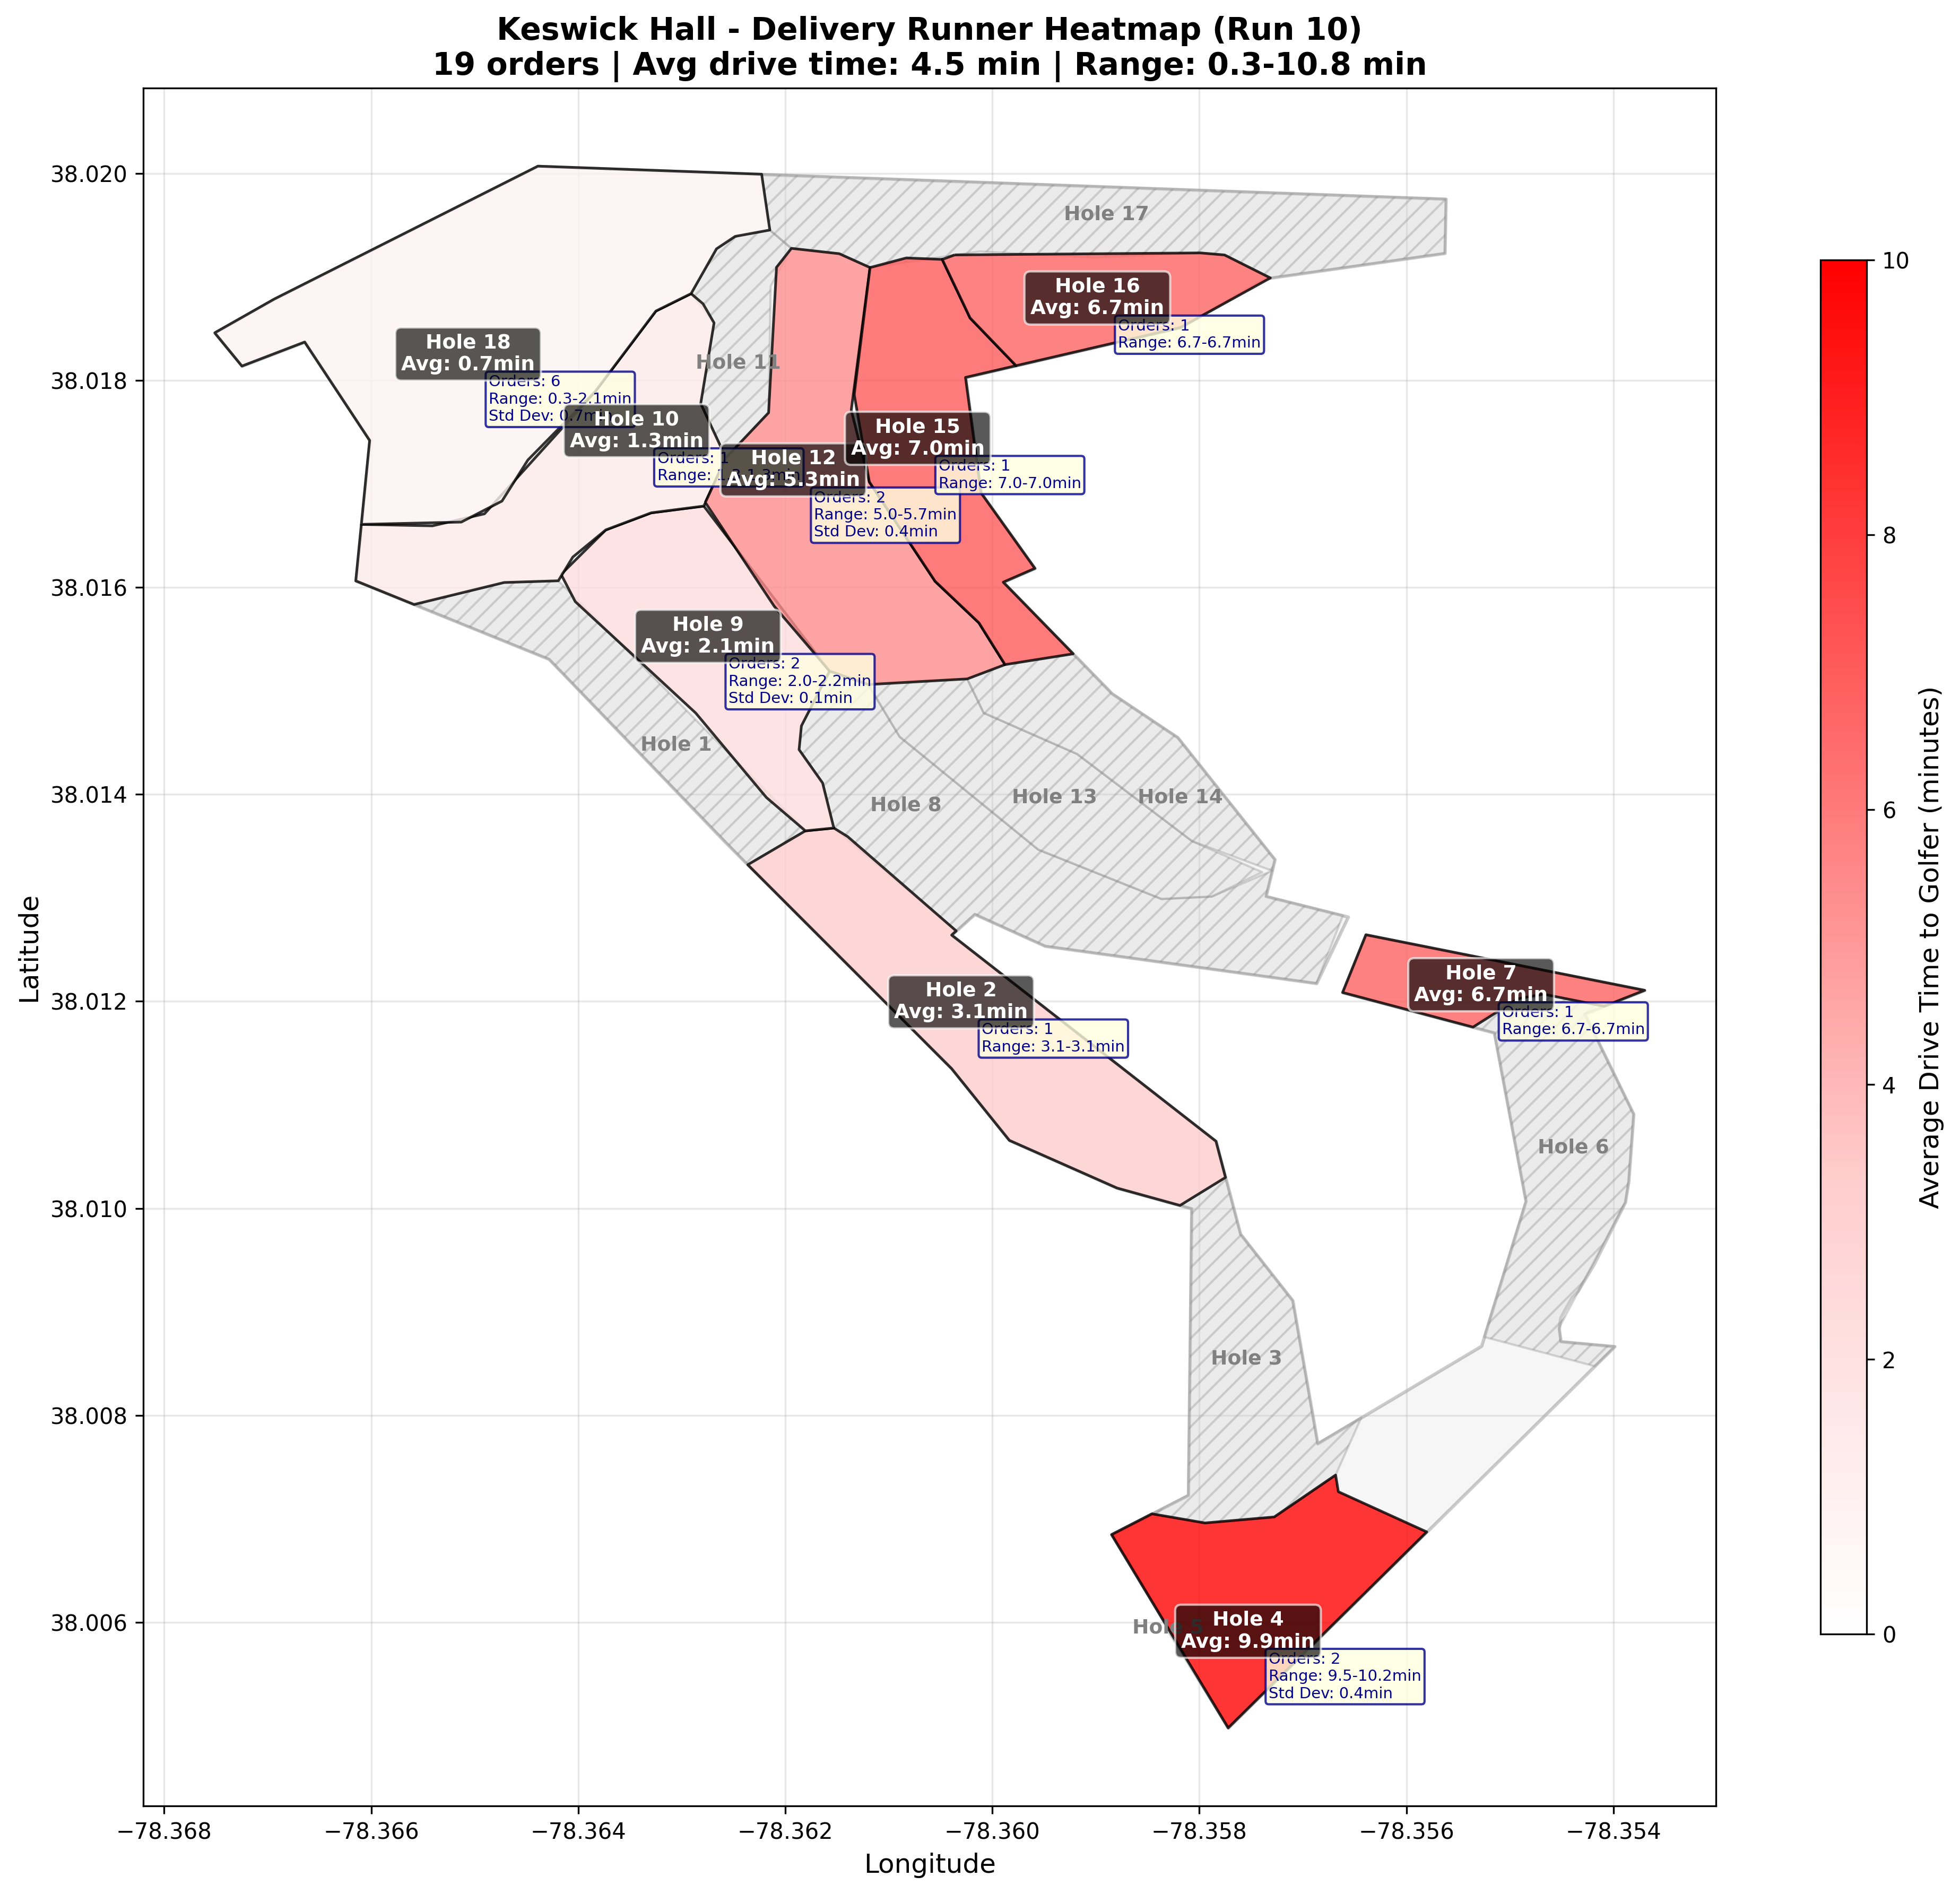 Keswick Hall - Delivery Runner Heatmap (Run 10)
19 orders | Avg drive time: 4.5 min | Range: 0.3-10.8 min
38.020
38.018
38.016
38.014
38.012
38.010
38.008
38.006
Latitude
Hole 17
Hole 16
Avg: 6.7min
Orders: 1
Range: 6.7-6.7min
Hole 18
Avg: 0.7min
Orders: 6
Range: 0.3-2.1min
Std Dev: 0.7min
Hole 11
Hole 10
Avg: 1.3min
Orders: 1
Range:
Hole 12
Avg: 5.3min
Orders: 2
Range: 5.0-5.7min
Std Dev: 0.4min
Hole 15
Avg: 7.0min
Orders: 1
Range: 7.0-7.0min
Hole 9
Avg: 2.1min
Orders: 2
Range: 2.0-2.2min
Std Dev: 0.1min
Hole 1
Hole 8
Hole 13
Hole 14
Hole 2
Avg: 3.1min
Orders: 1
Range: 3.1-3.1min
Hole 7
Avg: 6.7min
Orders: 1
Range: 6.7-6.7min
Hole 6
Hole 3
Hole 5
Hole 4
Avg: 9.9min
Orders: 2
Range: 9.5-10.2min
Std Dev: 0.4min
−78.368
−78.366
−78.364
−78.362
−78.360
−78.358
−78.356
−78.354
Longitude
10
8
6
4
2
0
Average Drive Time to Golfer (minutes)